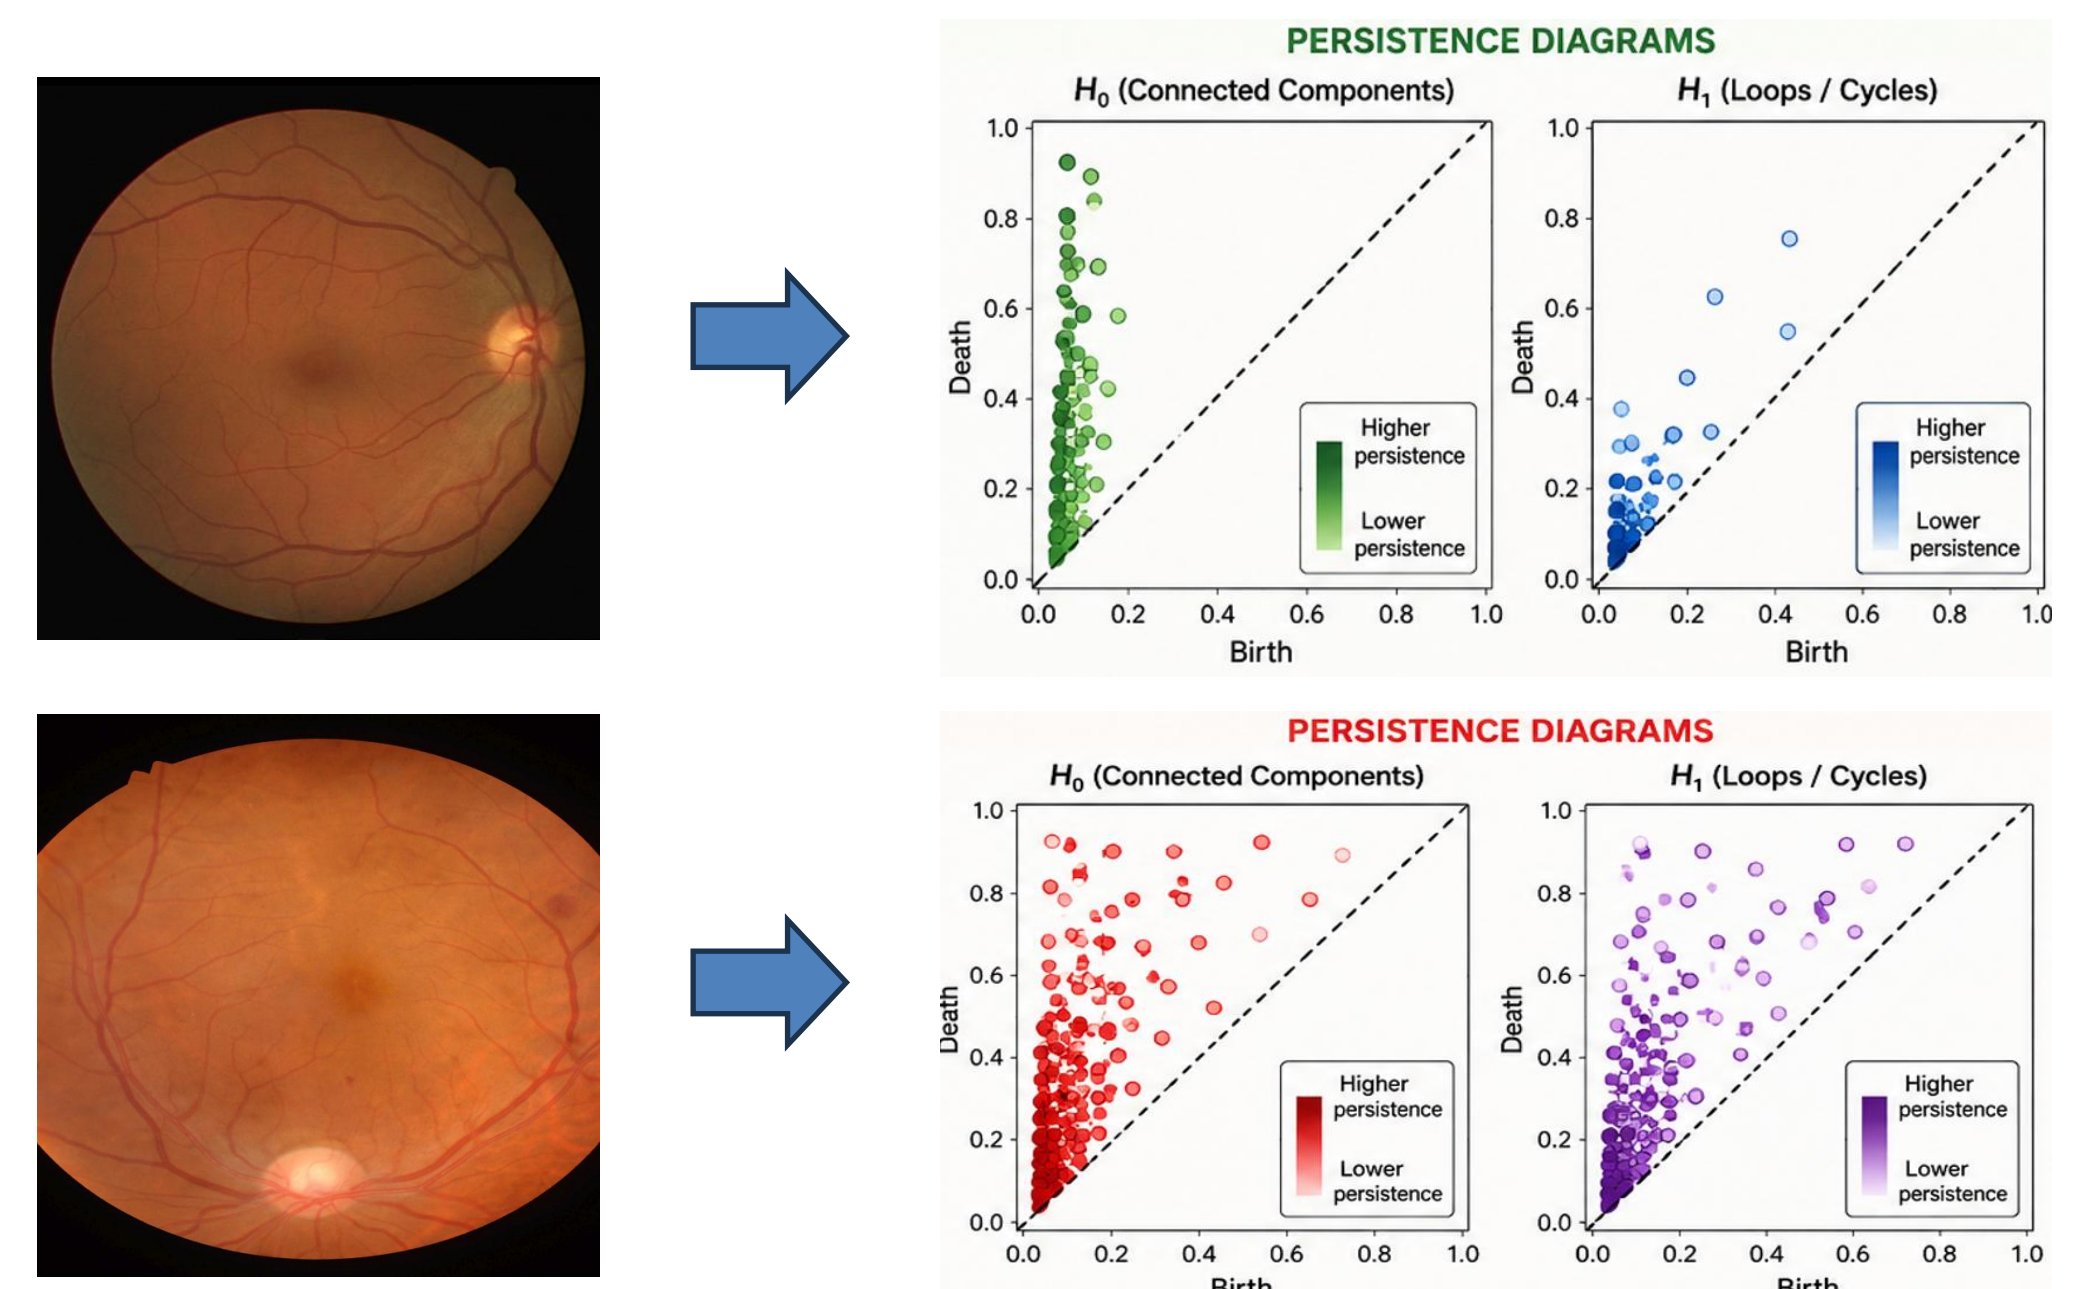 PERSISTENCE DIAGRAMS
H0 (Connected Components)
1.0
0.8
0.6
0.4
0.2
0.0
Death
0.0 0.2 0.4 0.6 0.8 1.0
Birth
Higher
persistence
Lower
persistence
H1 (Loops / Cycles)
1.0
0.8
0.6
0.4
0.2
0.0
Death
0.0 0.2 0.4 0.6 0.8 1.0
Birth
Higher
persistence
Lower
persistence
PERSISTENCE DIAGRAMS
H0 (Connected Components)
1.0
0.8
0.6
0.4
0.2
0.0
Death
0.0 0.2 0.4 0.6 0.8 1.0
Birth
Higher
persistence
Lower
persistence
H1 (Loops / Cycles)
1.0
0.8
0.6
0.4
0.2
0.0
Death
0.0 0.2 0.4 0.6 0.8 1.0
Birth
Higher
persistence
Lower
persistence